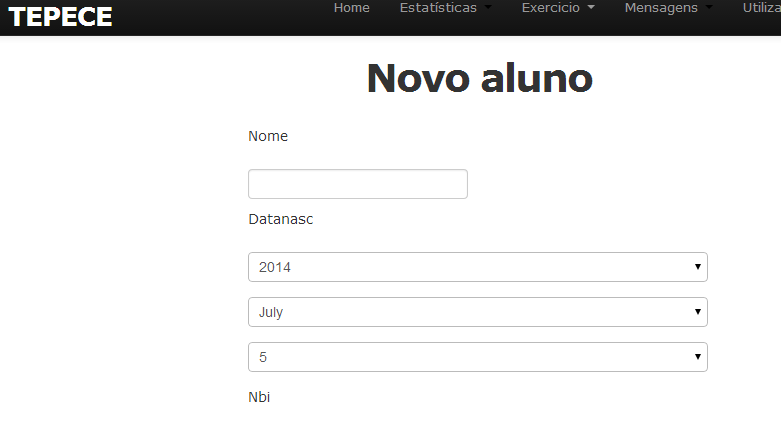 TEPECE Home Estatísticas Exercicio Mensagens
Novo aluno
Nome
Datanasc
2014
July
5
Nbi